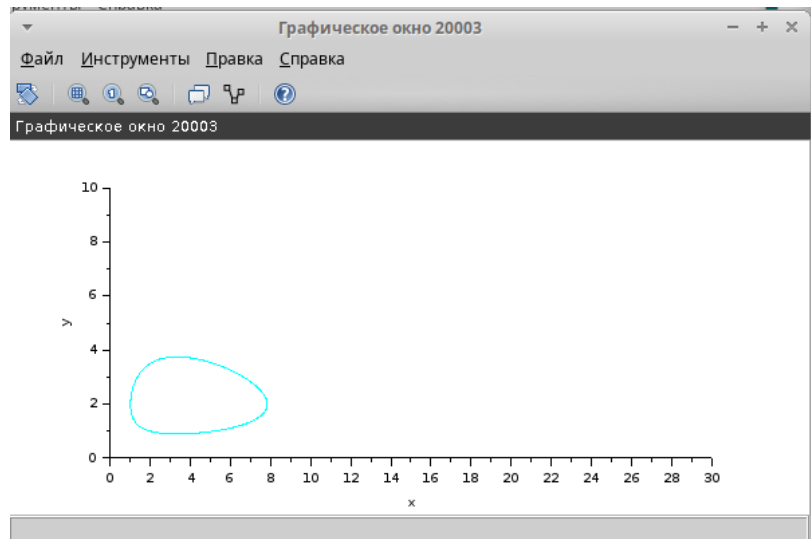 Графическое окно 20003
Файл Инструменты Правка Справка
Графическое окно 20003
10
8
6
4
2
0
y
0 2 4 6 8 10 12 14 16 18 20 22 24 26 28 30
x